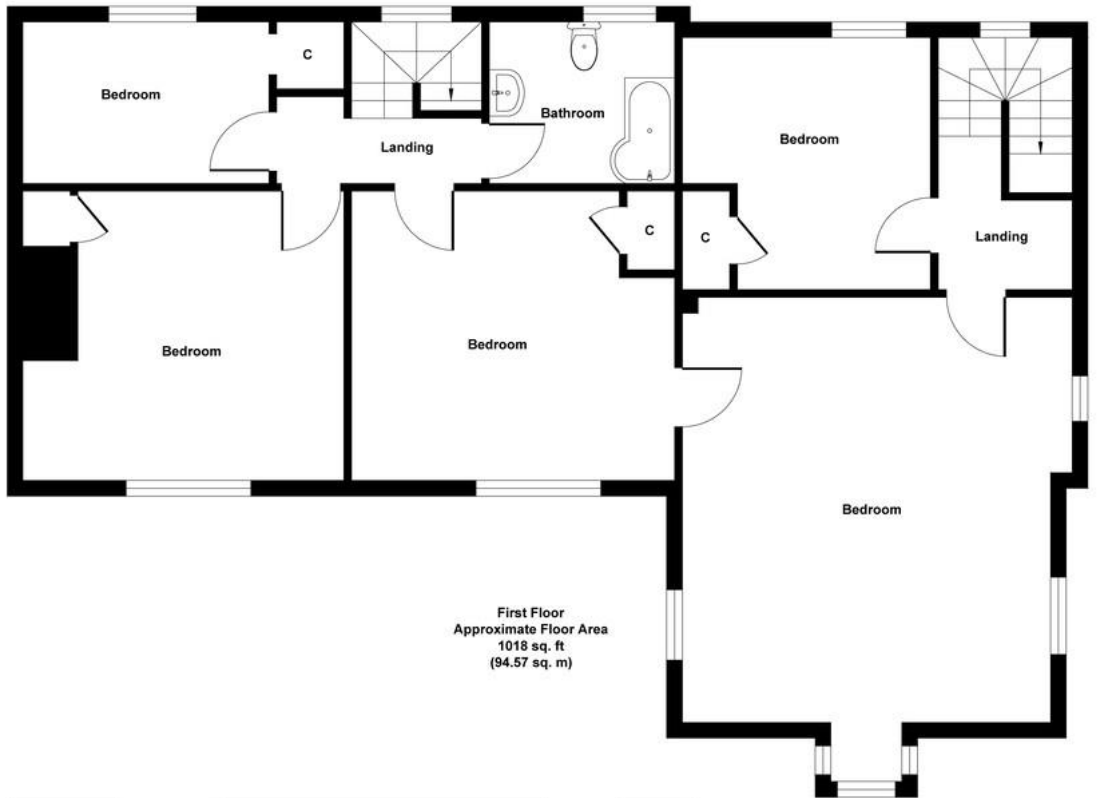 C
Bedroom
Bathroom
Bedroom
Landing
C
C
Landing
Bedroom
Bedroom
Bedroom
First Floor
Approximate Floor Area
1018 sq. ft
(94.57 sq. m)